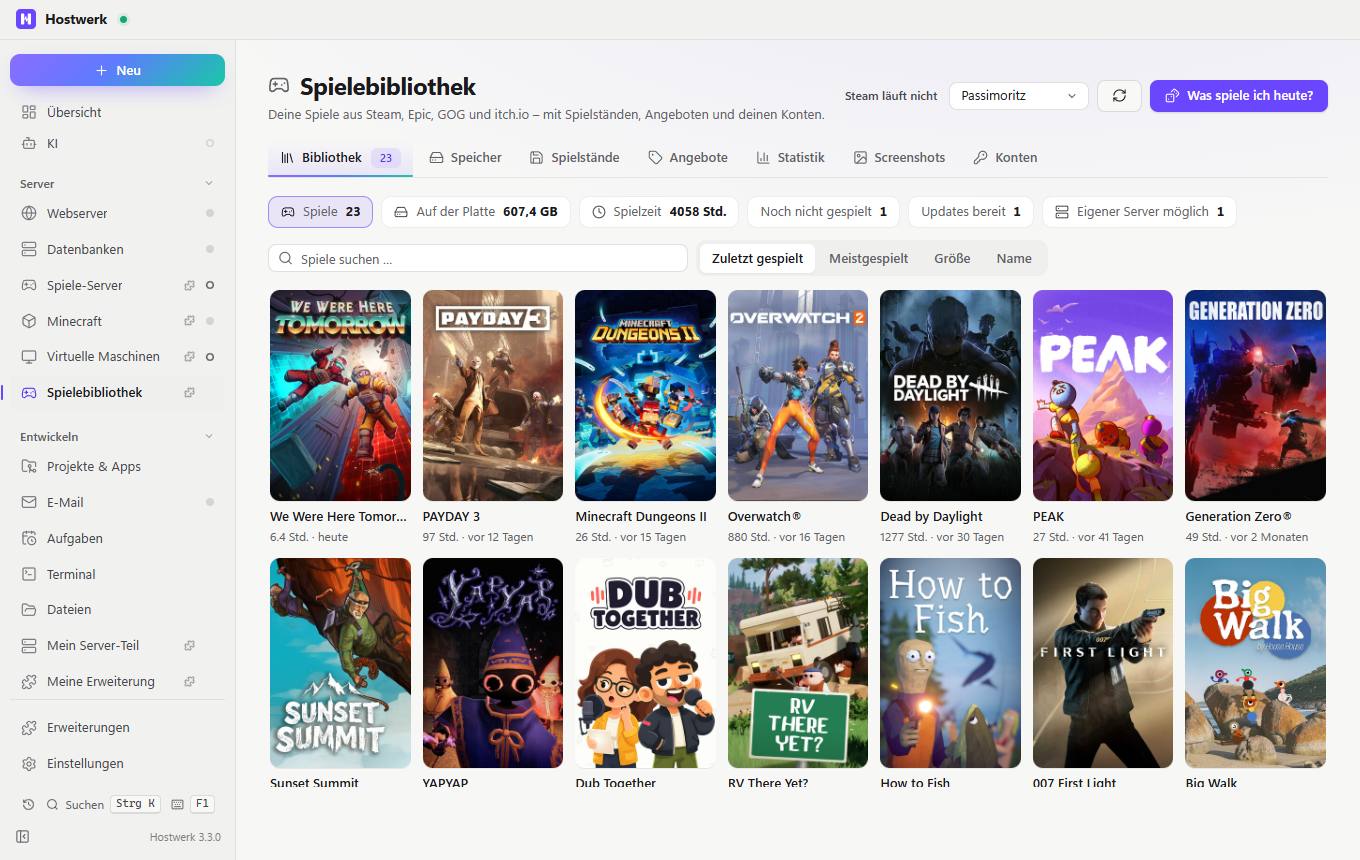 Hostwerk
Neu
Übersicht
KI
Server
Webserver
Datenbanken
Spiele-Server
Minecraft
Virtuelle Maschinen
Spielebibliothek
Entwickeln
Projekte & Apps
E-Mail
Aufgaben
Terminal
Dateien
Mein Server-Teil
Meine Erweiterung
Erweiterungen
Einstellungen
Suchen Strg K F1
Hostwerk 3.3.0
Spielebibliothek
Deine Spiele aus Steam, Epic, GOG und itch.io – mit Spielständen, Angeboten und deinen Konten.
Steam läuft nicht Passimoritz Was spiele ich heute?
Bibliothek 23 Speicher Spielstände Angebote Statistik Screenshots Konten
Spiele 23 Auf der Platte 607,4 GB Spielzeit 4058 Std. Noch nicht gespielt 1 Updates bereit 1 Eigener Server möglich 1
Spiele suchen ... Zuletzt gespielt Meistgespielt Größe Name
WE WERE HERE
TOMORROW
PAYDAY 3
MINECRAFT
DUNGEONS II
OVERWATCH 2
DEAD BY
DAYLIGHT
PEAK
GENERATION ZERO
We Were Here Tomor... PAYDAY 3 Minecraft Dungeons II Overwatch® Dead by Daylight PEAK Generation Zero®
6.4 Std. · heute 97 Std. · vor 12 Tagen 26 Std. · vor 15 Tagen 880 Std. · vor 16 Tagen 1277 Std. · vor 30 Tagen 27 Std. · vor 41 Tagen 49 Std. · vor 2 Monaten
SUNSET
SUMMIT
YAPYAP
DUB
TOGETHER
RV
THERE
YET?
How to
Fish
007
FIRST LIGHT
Big
Walk
by House House
Sunset Summit YAPYAP Dub Together RV There Yet? How to Fish 007 First Light Big Walk